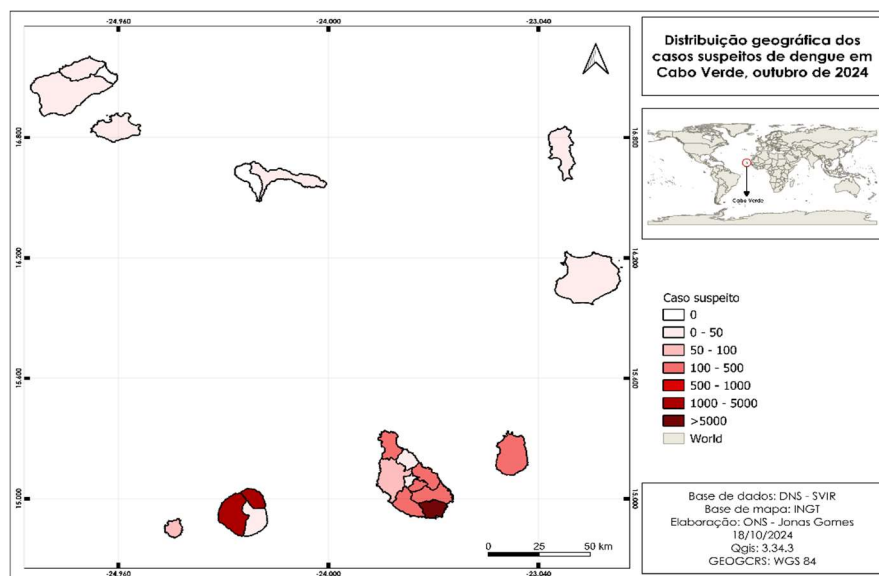 -24.960
-24.000
-23.040
Distribuição geográfica dos
casos suspeitos de dengue em
Cabo Verde, outubro de 2024
16.800
16.800
Cabo Verde
16.200
16.200
Caso suspeito
0
0 - 50
50 - 100
100 - 500
500 - 1000
1000 - 5000
>5000
World
15.600
15.600
15.000
15.000
Base de dados: DNS - SVIR
Base de mapa: INGT
Elaboração: ONS - Jonas Gomes
18/10/2024
Qgis: 3.34.3
GEOGCRS: WGS 84
0 25 50 km
-24.960
-24.000
-23.040